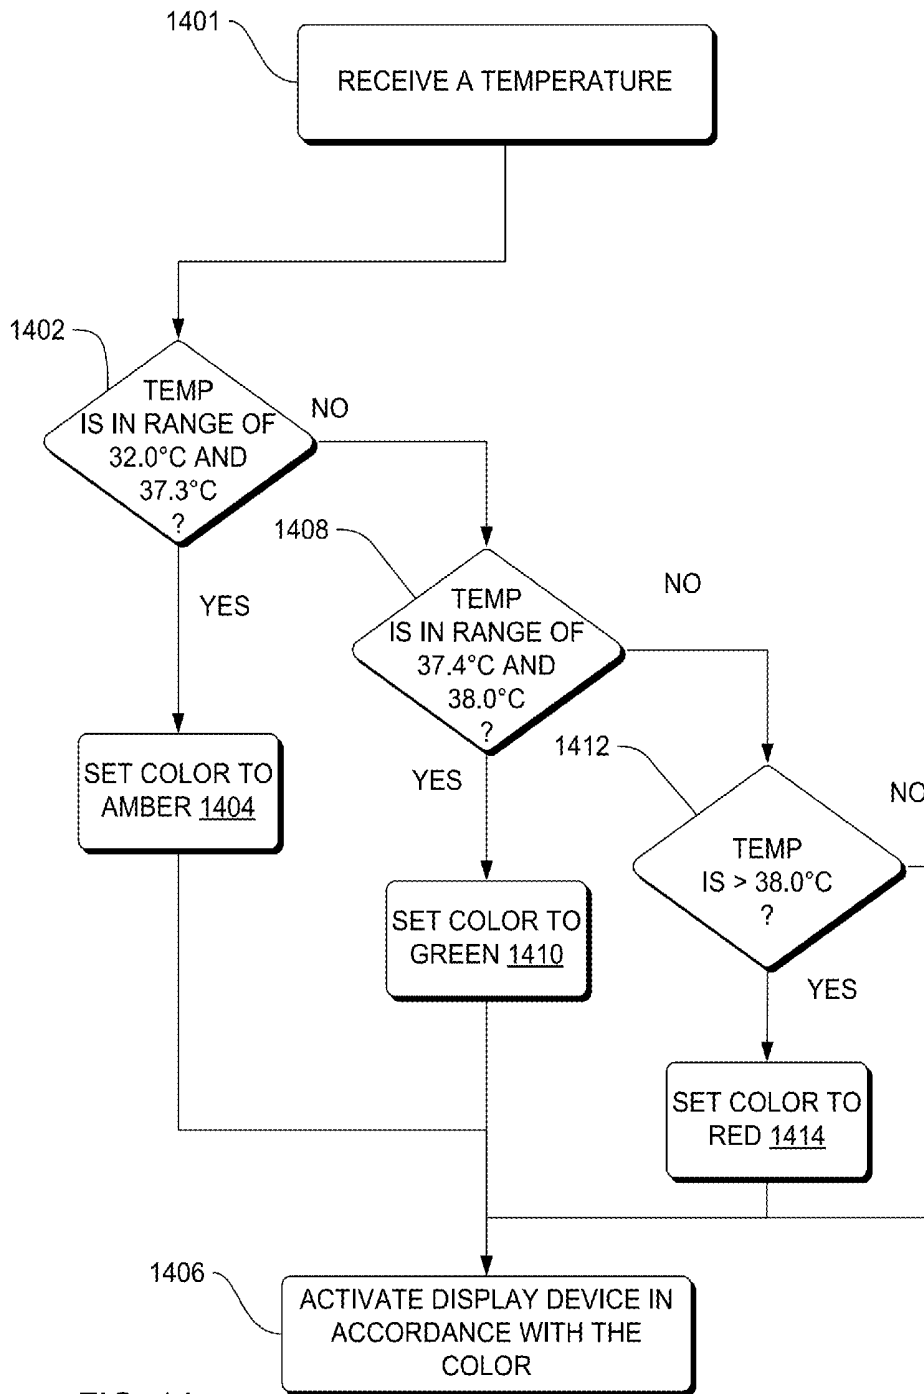 1401
RECEIVE A TEMPERATURE
1402
TEMP
IS IN RANGE OF
32.0°C AND
37.3°C
?
NO
YES
1408
TEMP
IS IN RANGE OF
37.4°C AND
38.0°C
?
NO
YES
SET COLOR TO
AMBER 1404
1412
TEMP
IS > 38.0°C
?
NO
YES
SET COLOR TO
GREEN 1410
SET COLOR TO
RED 1414
1406
ACTIVATE DISPLAY DEVICE IN
ACCORDANCE WITH THE
COLOR